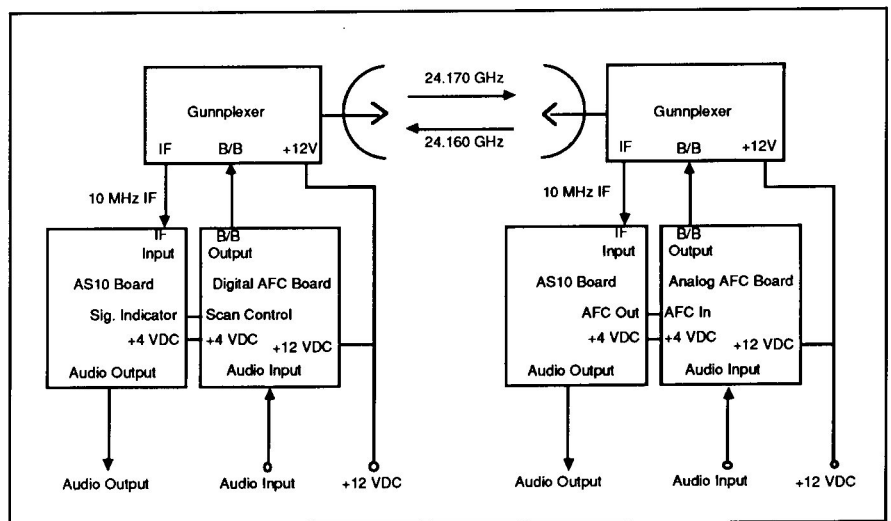 24.170 GHz
24.160 GHz
Gunnplexer
IF B/B +12V
10 MHz IF
IF
Input
AS10 Board
Sig. Indicator
+4 VDC
Audio Output
B/B
Output
Digital AFC Board
Scan Control
+4 VDC
+12 VDC
Audio Input
Audio Output
Audio Input
+12 VDC
Gunnplexer
IF B/B +12V
10 MHz IF
IF
Input
AS10 Board
AFC Out
+4 VDC
Audio Output
B/B
Output
Analog AFC Board
AFC In
+4 VDC
+12 VDC
Audio Input
Audio Output
Audio Input
+12 VDC